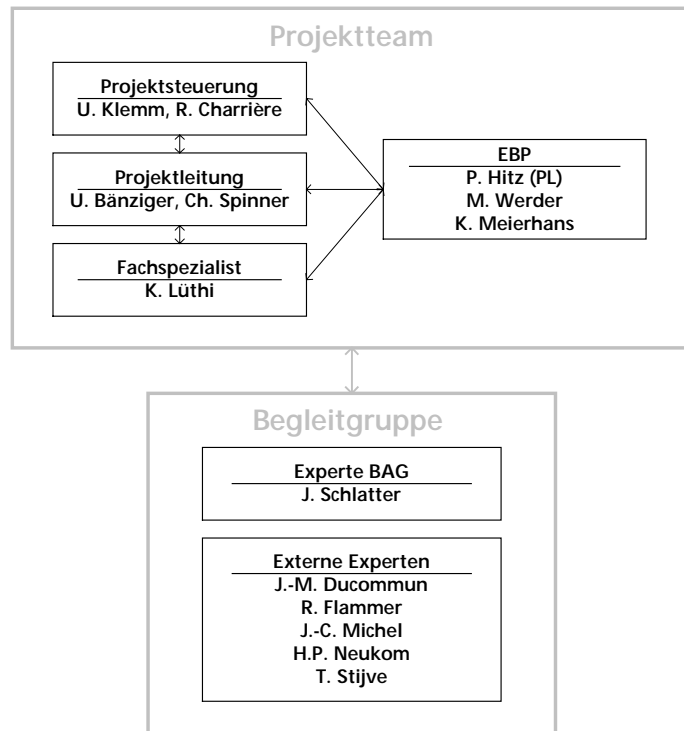 Projektteam
Projektsteuerung
U. Klemm, R. Charrière
Projektleitung
U. Bänziger, Ch. Spinner
Fachspezialist
K. Lüthi
EBP
P. Hitz (PL)
M. Werder
K. Meierhans
Begleitgruppe
Experte BAG
J. Schlatter
Externe Experten
J.-M. Ducommun
R. Flammer
J.-C. Michel
H.P. Neukom
T. Stijve